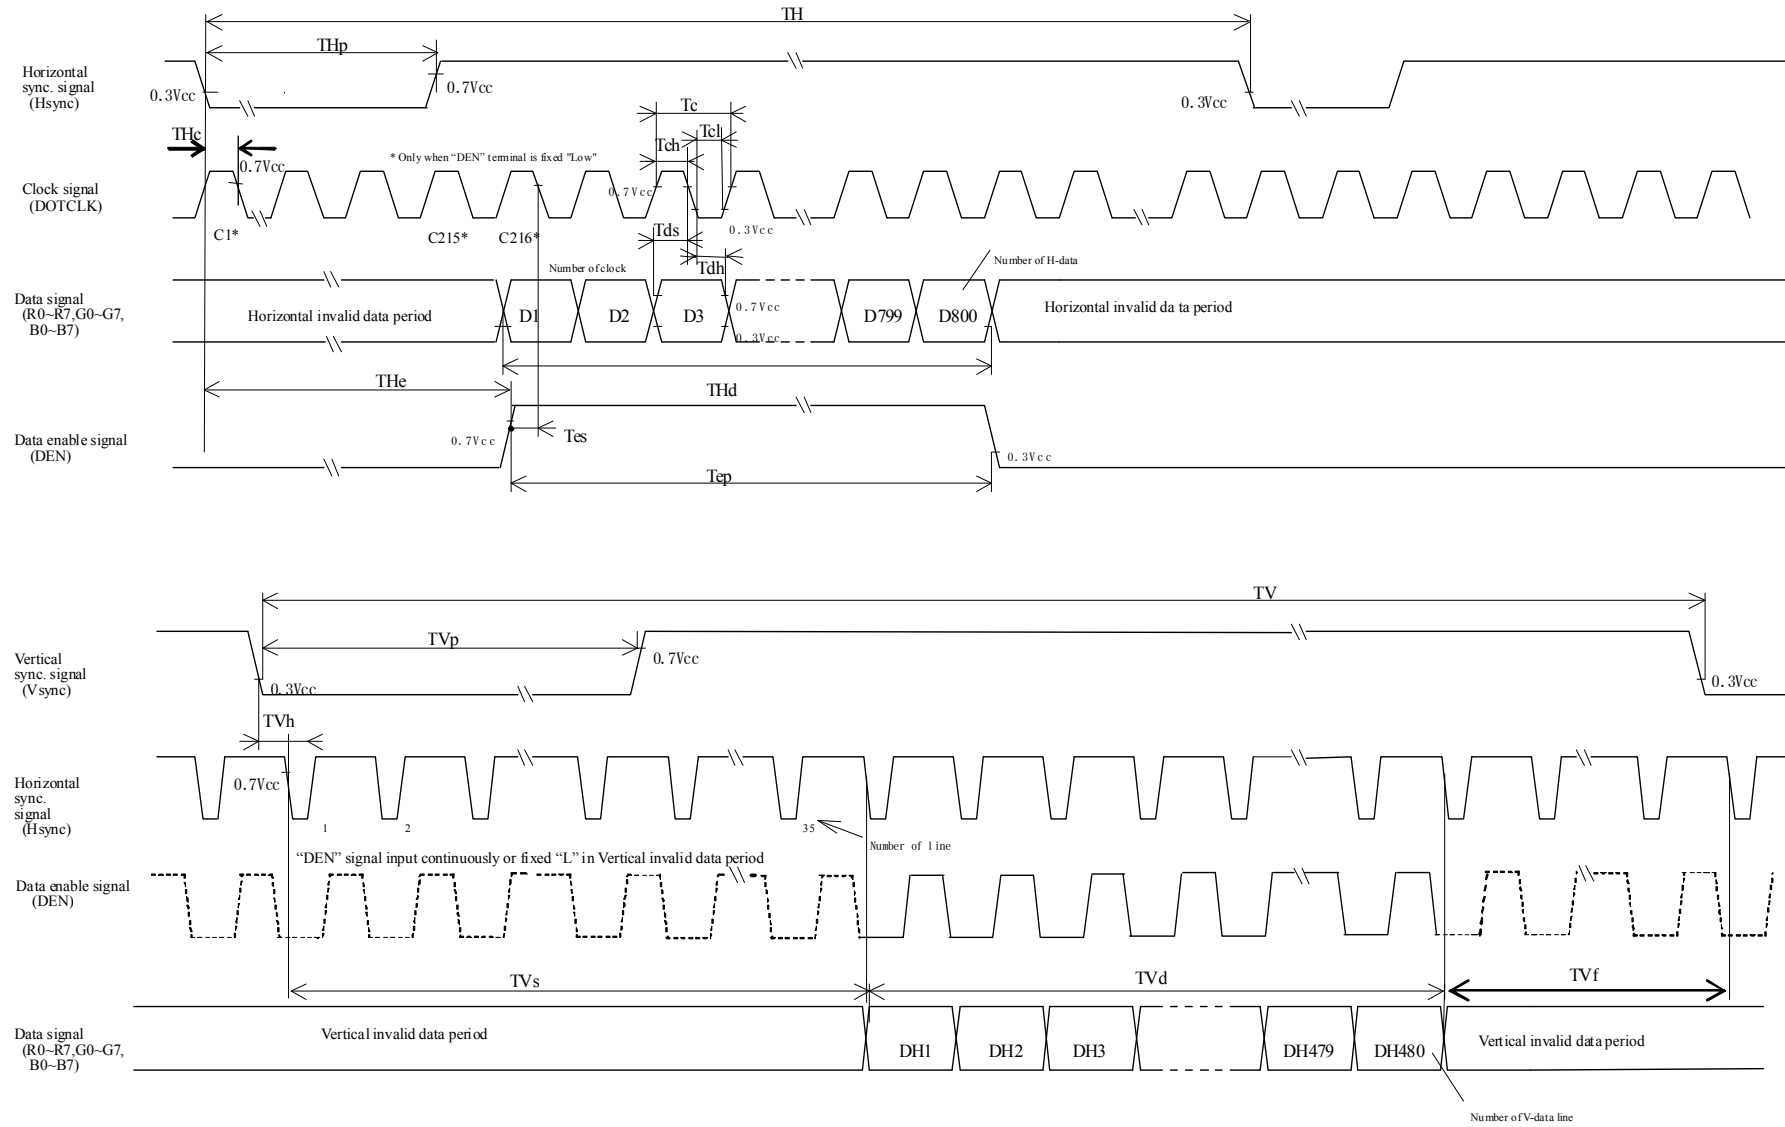 TH
THp
Horizontal
sync. signal
(Hsync)
0.3Vcc
0.7Vcc
0.3Vcc
THc
0.7Vcc
* Only when “DEN” terminal is fixed "Low"
Tc
Tcl
Tch
Clock signal
(DOTCLK)
0.7Vcc
0.3Vcc
C1*
C215*
C216*
Tds
Tdh
Number of clock
Number of H-data
Data signal
(R0~R7,G0~G7,
B0~B7)
Horizontal invalid data period
D1
D2
D3
0.7Vcc
0.3Vcc
D799
D800
Horizontal invalid da ta period
THe
THd
Data enable signal
(DEN)
0.7Vcc
Tes
0.3Vcc
Tep
TV
TVp
Vertical
sync. signal
(Vsync)
0.3Vcc
0.7Vcc
0.3Vcc
TVh
0.7Vcc
Horizontal
sync.
signal
(Hsync)
1
2
35
Number of line
“DEN” signal input continuously or fixed “L” in Vertical invalid data period
Data enable signal
(DEN)
TVs
TVd
TVf
Data signal
(R0~R7,G0~G7,
B0~B7)
Vertical invalid data period
DH1
DH2
DH3
DH479
DH480
Vertical invalid data period
Number of V-data line